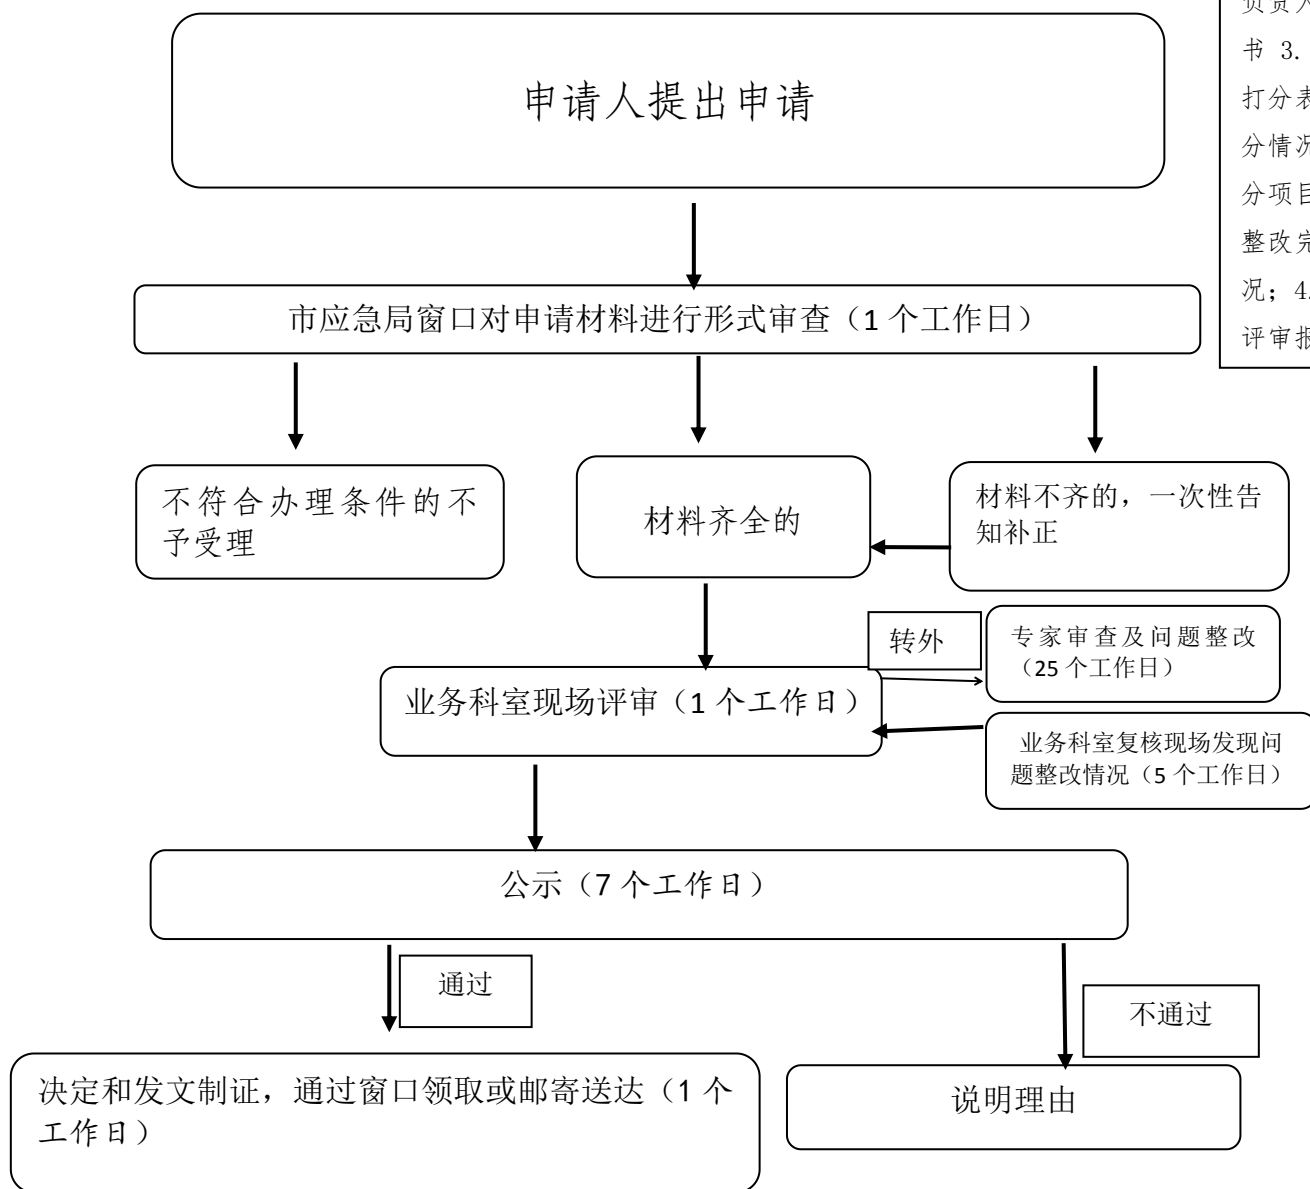 申请人提出申请
书 3.
打分表
分情况
分项目
整改完
况；4.
评审报
市应急局窗口对申请材料进行形式审查（1 个工作日）
不符合办理条件的不
予受理
材料齐全的
材料不齐的，一次性告
知补正
转外
专家审查及问题整改
（25 个工作日）
业务科室现场评审（1 个工作日）
业务科室复核现场发现问
题整改情况（5 个工作日）
公示（7 个工作日）
通过
不通过
决定和发文制证，通过窗口领取或邮寄送达（1 个
工作日）
说明理由